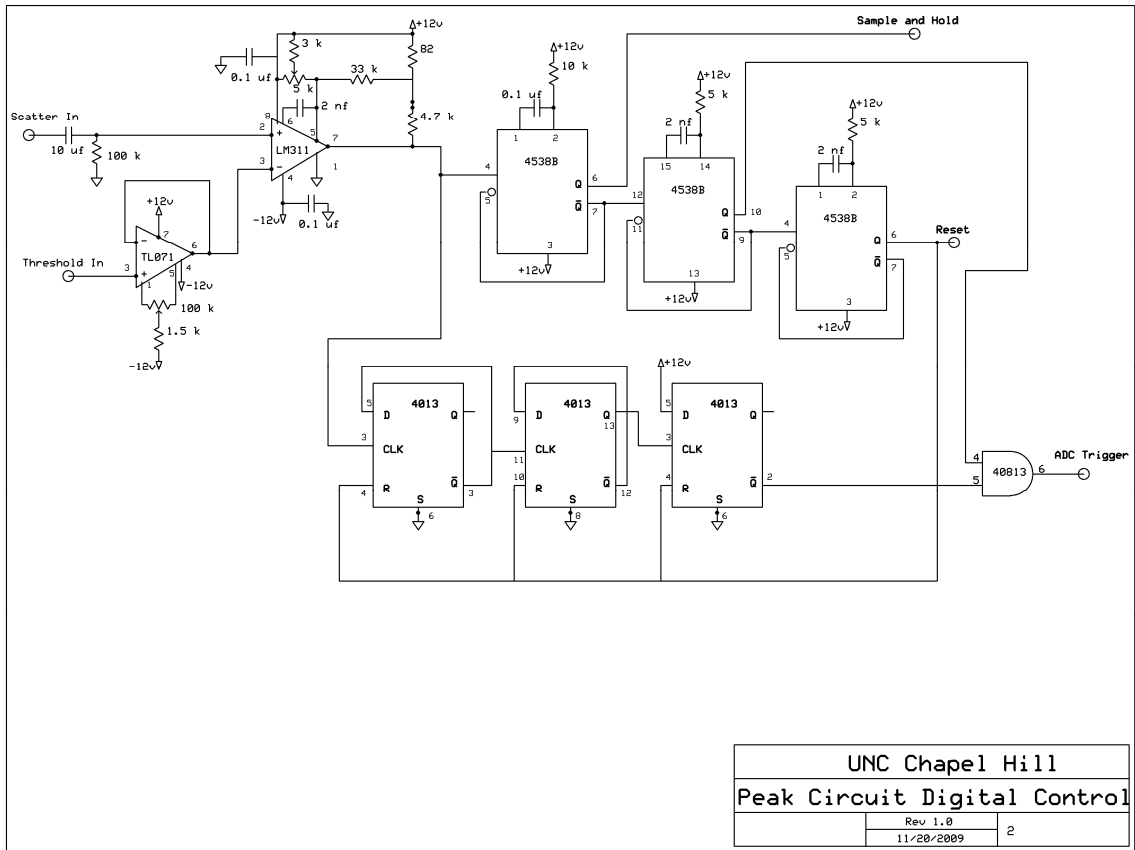 +12v
Sample and Hold
3 k
82
0.1 uf
5 k
33 k
2 nf
4.7 k
8
6
5
Scatter In
10 uf
100 k
2
+
LM311
3
-
7
1
4
-12v
0.1 uf
+12v
7
-
TL071
6
Threshold In
3
+
1
5
4
-12v
100 k
1.5 k
-12v
+12v
10 k
0.1 uf
1
2
4
4538B
5
Q
6
Q
7
3
+12v
+12v
5 k
2 nf
15
14
12
4538B
11
Q
10
Q
9
13
+12v
+12v
5 k
2 nf
1
2
4
4538B
5
Q
6
Q
7
3
+12v
Reset
5
D
4013
Q
3
CLK
4
R
Q
3
S
6
9
D
4013
Q
13
11
CLK
10
R
Q
12
S
8
+12v
5
D
4013
Q
3
CLK
4
R
Q
2
S
6
4
5
40813
6
ADC Trigger
UNC Chapel Hill
Peak Circuit Digital Control
Rev 1.0
11/20/2009
2